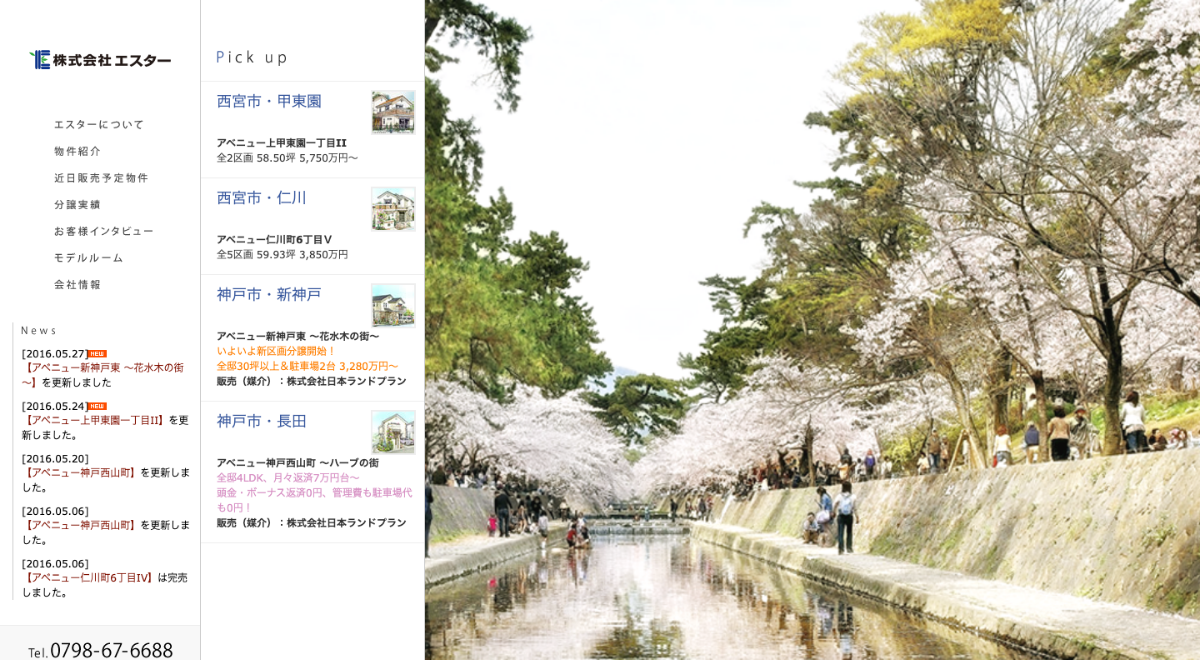 株式会社 エスター
エスターについて
物件紹介
近日販売予定物件
分譲実績
お客様インタビュー
モデルルーム
会社情報
News
[2016.05.27] NEW
【アベニュー新神戸東 〜花水木の街
〜】を更新しました
[2016.05.24] NEW
【アベニュー上甲東園一丁目II】を更
新しました。
[2016.05.20]
【アベニュー神戸西山町】を更新しま
した。
[2016.05.06]
【アベニュー神戸西山町】を更新しま
した。
[2016.05.06]
【アベニュー仁川町6丁目IV】は完売
しました。
Tel.0798-67-6688
Pick up
西宮市・甲東園
アベニュー上甲東園一丁目II
全2区画 58.50坪 5,750万円〜
西宮市・仁川
アベニュー仁川町6丁目Ⅴ
全5区画 59.93坪 3,850万円
神戸市・新神戸
アベニュー新神戸東 〜花水木の街〜
いよいよ新区画分譲開始！
全邸30坪以上＆駐車場2台 3,280万円〜
販売（媒介）：株式会社日本ランドプラン
神戸市・長田
アベニュー神戸西山町 〜ハーブの街
全邸4LDK、月々返済7万円台〜
頭金・ボーナス返済0円、管理費も駐車場代
も0円！
販売（媒介）：株式会社日本ランドプラン